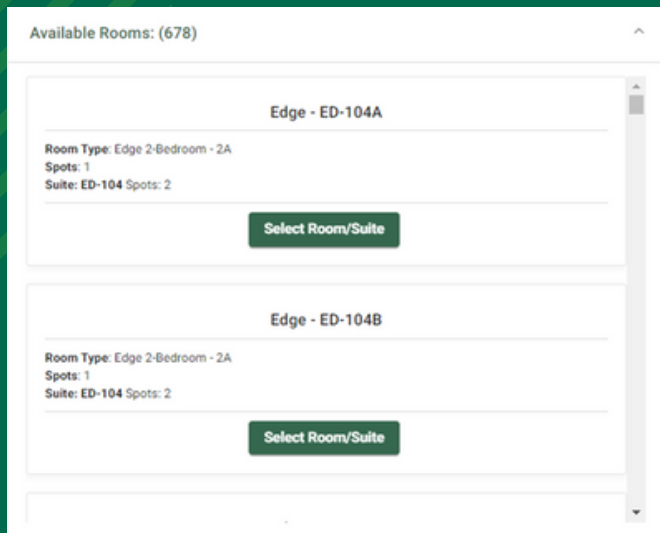 Available Rooms: (678)
Edge - ED-104A
Room Type: Edge 2-Bedroom - 2A
Spots: 1
Suite: ED-104 Spots: 2
Select Room/Suite
Edge - ED-104B
Room Type: Edge 2-Bedroom - 2A
Spots: 1
Suite: ED-104 Spots: 2
Select Room/Suite